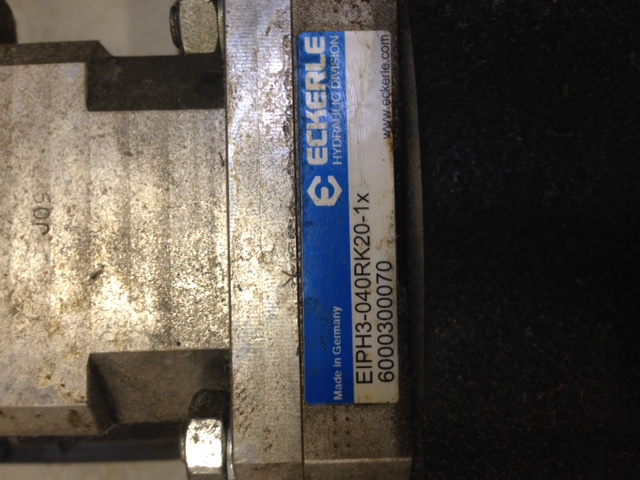 ECKERLE
HYDRAULIC DIVISION
www.eckerle.com
Made in Germany
EIPH3-040RK20-1x
6000300070